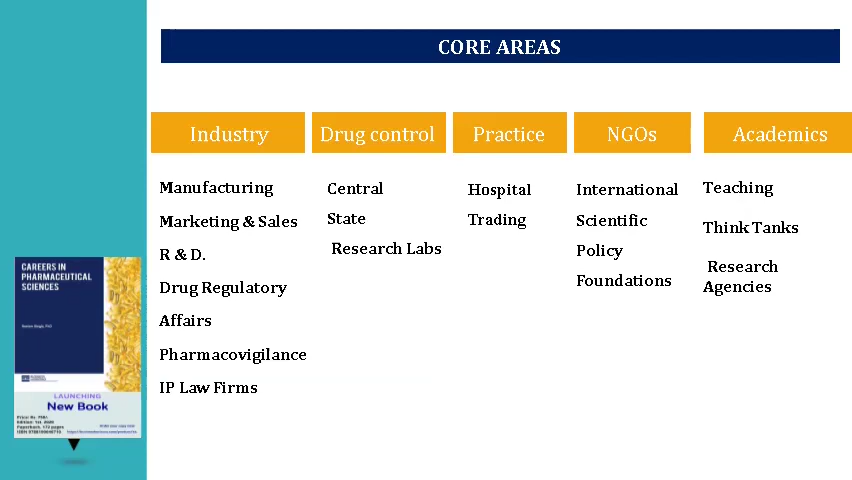 CORE AREAS
Industry
Manufacturing
Marketing & Sales
R & D.
Drug Regulatory
Affairs
Pharmacovigilance
IP Law Firms
Drug control
Central
State
Research Labs
Practice
Hospital
Trading
NGOs
International
Scientific
Policy
Foundations
Academics
Teaching
Think Tanks
Research
Agencies
CAREERS IN
PHARMACEUTICAL
SCIENCES
LAUNCHING
New Book